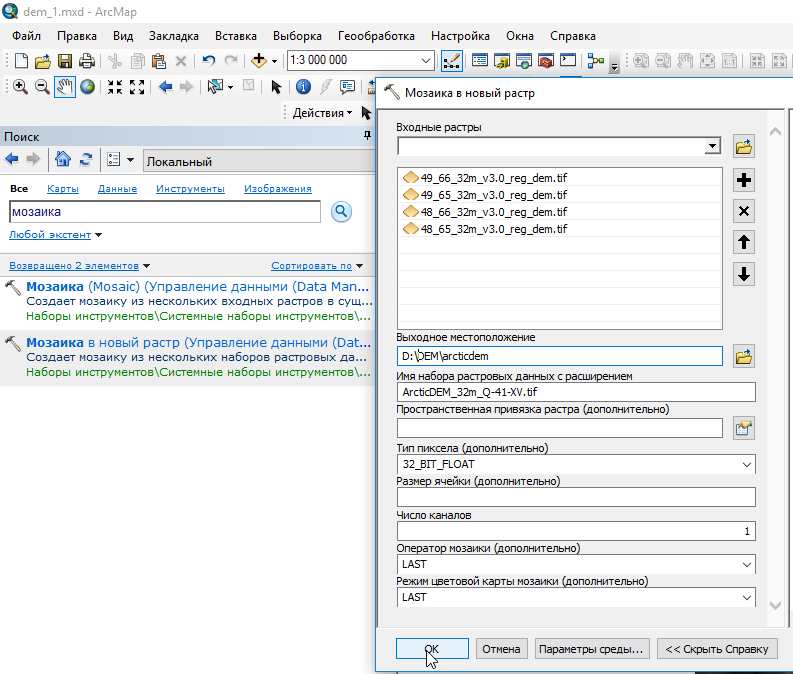 dem_1.mxd - ArcMap
Файл Правка Вид Закладка Вставка Выборка Геообработка Настройка Окна Справка
1:3 000 000
Действия
Поиск
Локальный
Все Карты Данные Инструменты Изображения
мозаика
Любой экстент
Возвращено 2 элементов Сортировать по
Мозаика (Mosaic) (Управление данными (Data Man...
Создает мозаику из нескольких входных растров в сущ...
Наборы инструментов\Системные наборы инструментов\...
Мозаика в новый растр (Управление данными (Dat...
Создает мозаику из нескольких наборов растровых да...
Наборы инструментов\Системные наборы инструментов\...
Мозаика в новый растр
Входные растры
49_66_32m_v3.0_reg_dem.tif
49_65_32m_v3.0_reg_dem.tif
48_66_32m_v3.0_reg_dem.tif
48_65_32m_v3.0_reg_dem.tif
Выходное местоположение
D:\DEM\arcticdem
Имя набора растровых данных с расширением
ArcticDEM_32m_Q-41-XV.tif
Пространственная привязка растра (дополнительно)
Тип пиксела (дополнительно)
32_BIT_FLOAT
Размер ячейки (дополнительно)
Число каналов
1
Оператор мозаики (дополнительно)
LAST
Режим цветовой карты мозаики (дополнительно)
LAST
OK Отмена Параметры среды... << Скрыть Справку